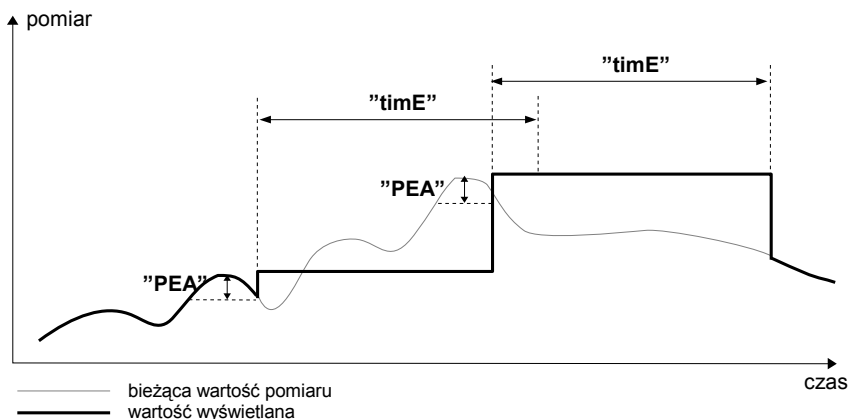 pomiar
”timE”
”timE”
”PEA”
”PEA”
czas
bieżąca wartość pomiaru
wartość wyświetlana